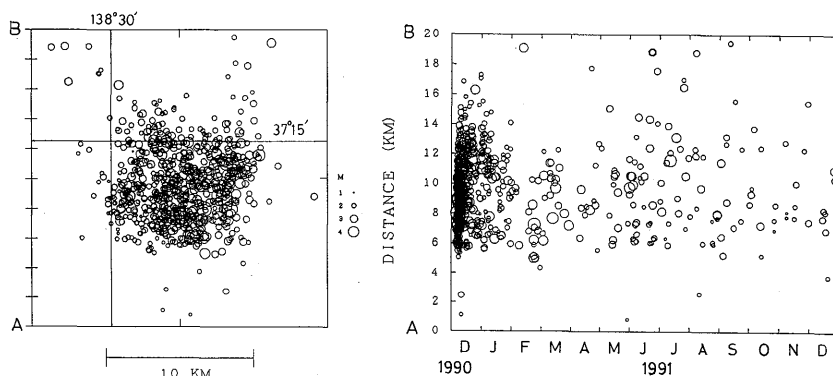 138°30′
B
37°15′
M
1
2
3
4
A
10 KM
B
DISTANCE (KM)
20
18
16
14
12
10
8
6
4
2
0
A
D J F M A M J J A S O N D
1990 1991